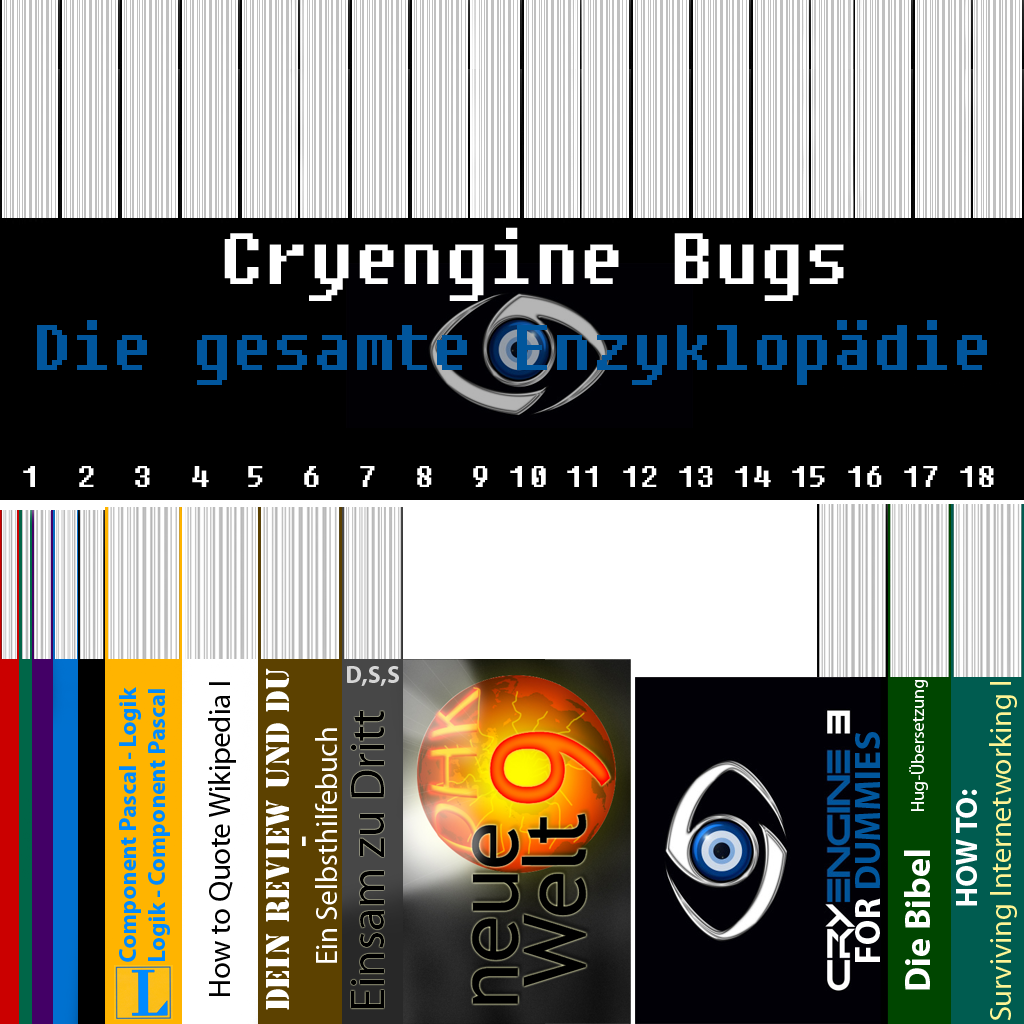 Cryengine Bugs
Die gesamte Enzyklopädie
1 2 3 4 5 6 7 8 9 10 11 12 13 14 15 16 17 18
Component Pascal - Logik
Logik - Component Pascal
L
How to Quote Wikipedia I
DEIN REVIEW UND DU
-
Ein Selbsthilfebuch
D,S,S
Einsam zu Dritt
OHK
9
neue
Welt
CRYENGINE 3
FOR DUMMIES
Die Bibel
Hug-Übersetzung
HOW TO:
Surviving Internetworking I